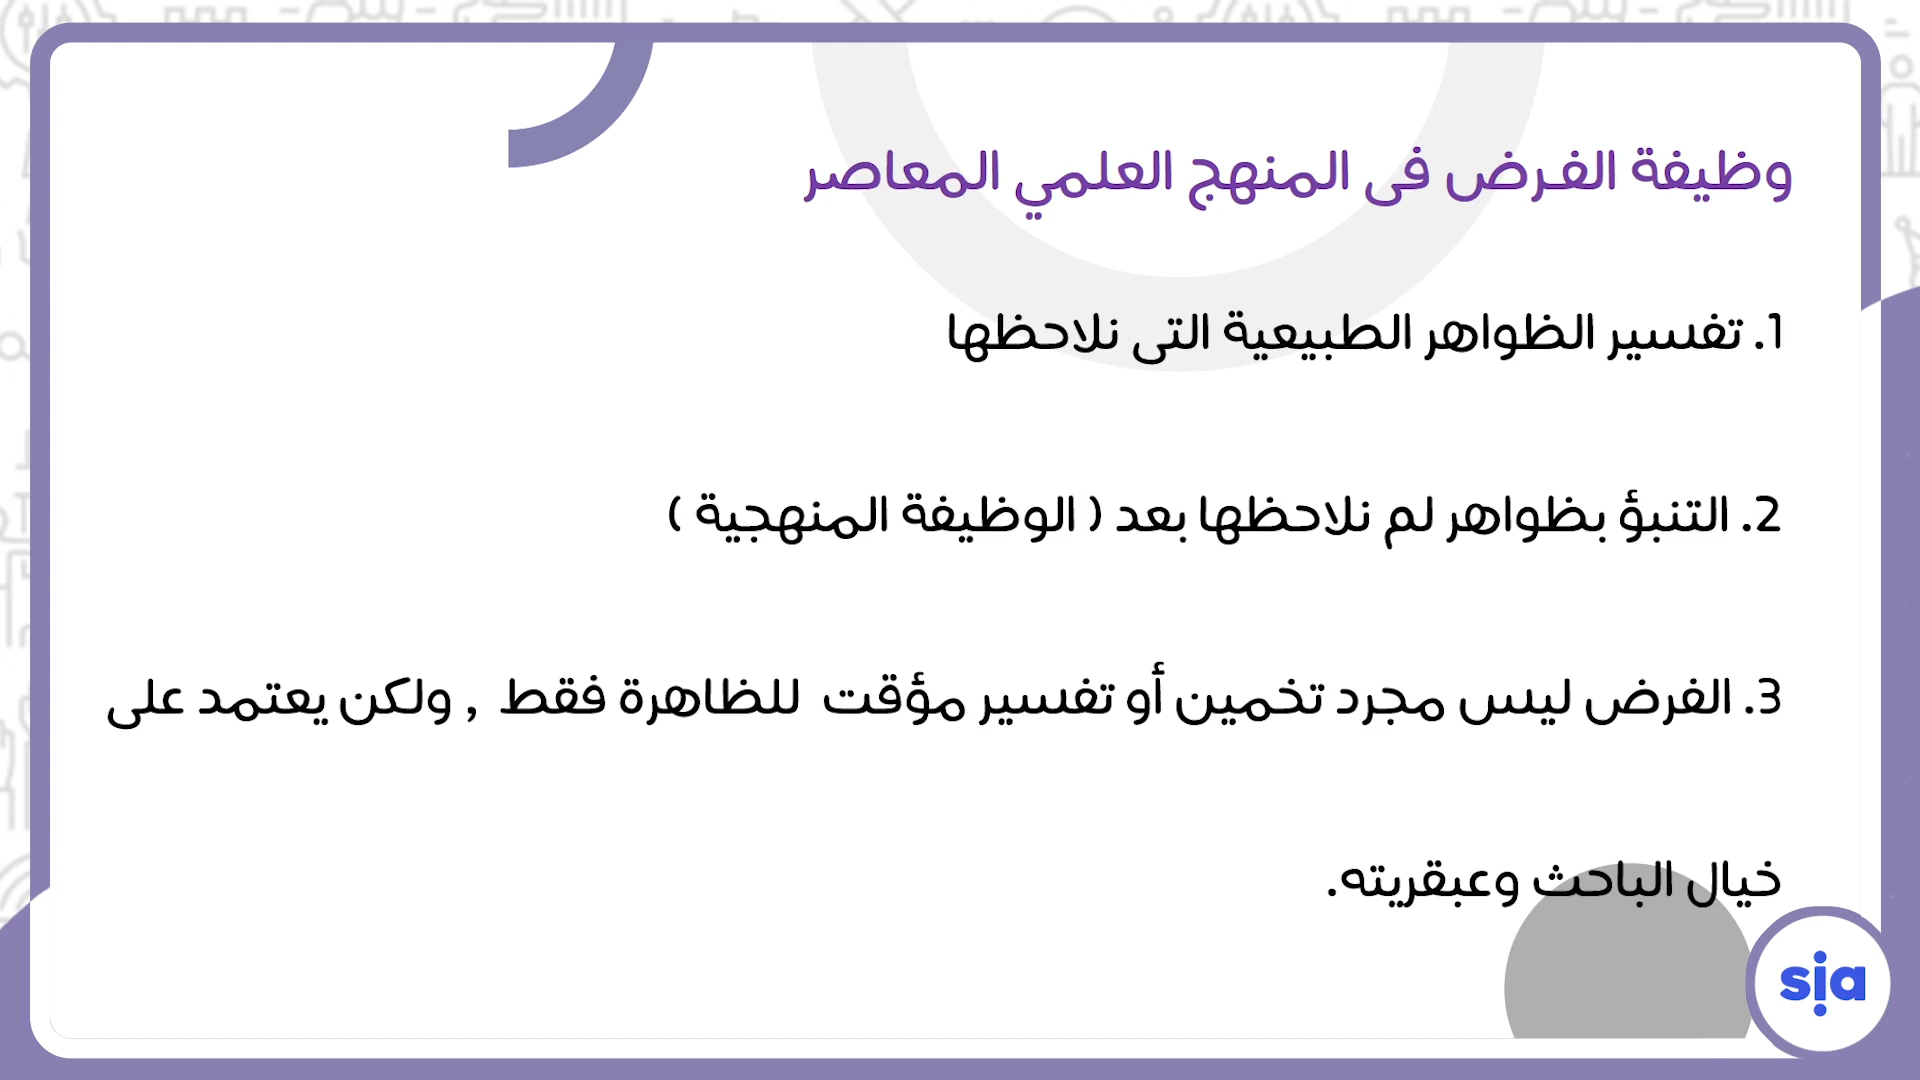 وظيفة الفرض فى المنهج العلمي المعاصر
1. تفسير الظواهر الطبيعية التى نلاحظها
2. التنبؤ بظواهر لم نلاحظها بعد ( الوظيفة المنهجية )
3. الفرض ليس مجرد تخمين أو تفسير مؤقت للظاهرة فقط , ولكن يعتمد على
خيال الباحث وعبقريته.
sia